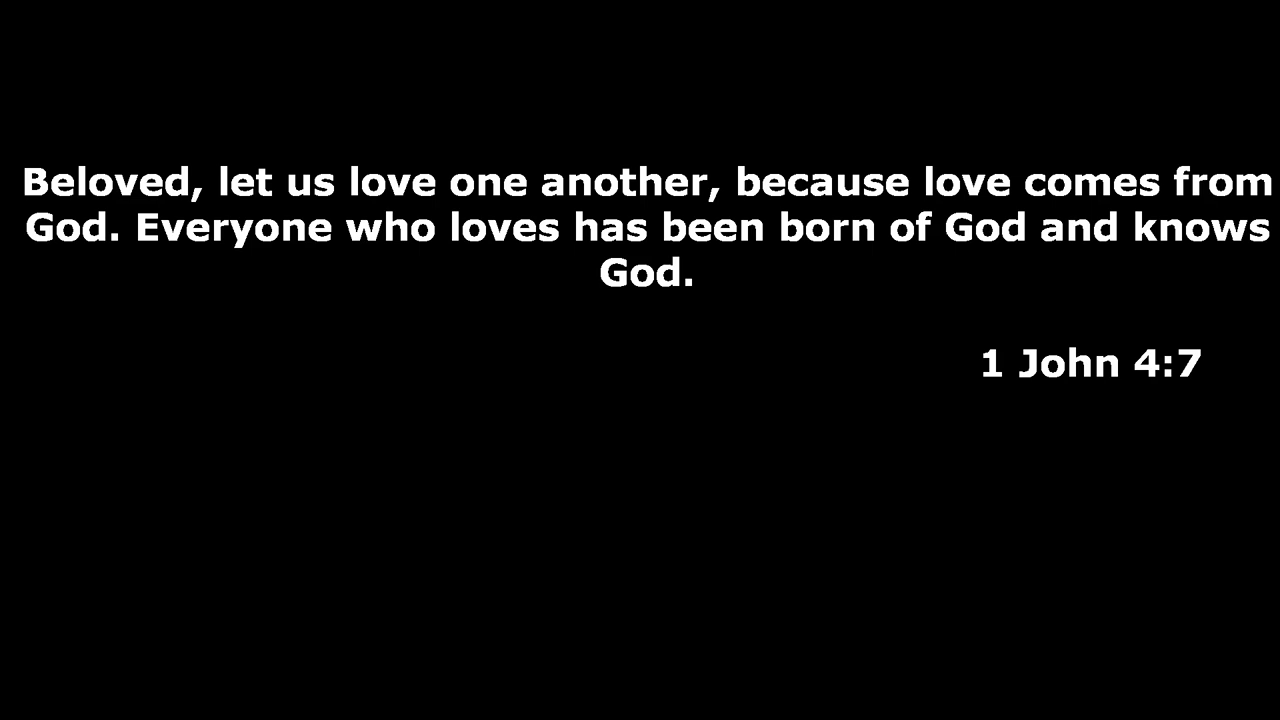 Beloved, let us love one another, because love comes from
God. Everyone who loves has been born of God and knows
God.
1 John 4:7